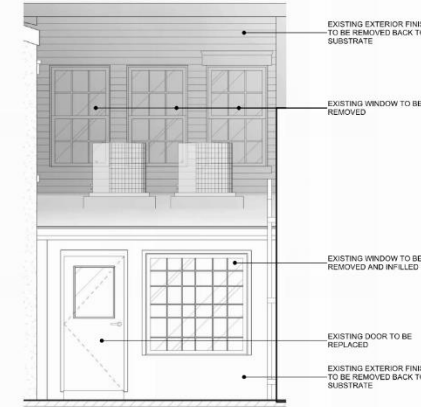 EXISTING EXTERIOR FINIS
TO BE REMOVED BACK TO
SUBSTRATE
EXISTING WINDOW TO BE
REMOVED
EXISTING WINDOW TO BE
REMOVED AND INFILLED
EXISTING DOOR TO BE
REPLACED
EXISTING EXTERIOR FINIS
TO BE REMOVED BACK TO
SUBSTRATE